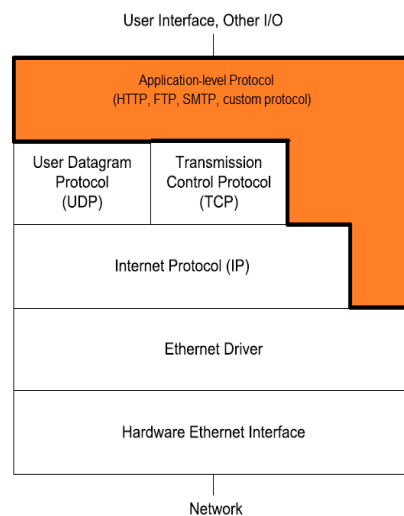 User Interface, Other I/O
Application-level Protocol
(HTTP, FTP, SMTP, custom protocol)
User Datagram
Protocol
(UDP)
Transmission
Control Protocol
(TCP)
Internet Protocol (IP)
Ethernet Driver
Hardware Ethernet Interface
Network